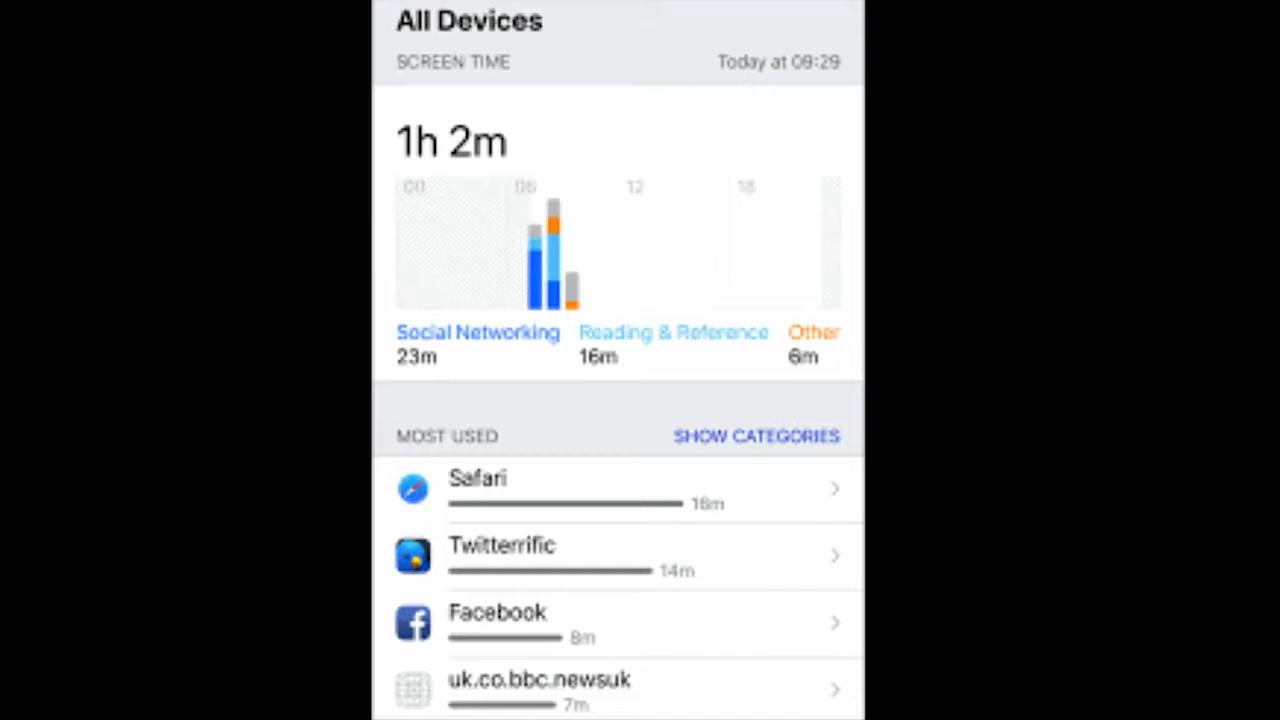 All Devices
SCREEN TIME Today at 09:29
1h 2m
00 06 12 18
Social Networking Reading & Reference Other
23m 16m 6m
MOST USED SHOW CATEGORIES
Safari
16m
Twitterrific
14m
Facebook
8m
uk.co.bbc.newsuk
7m